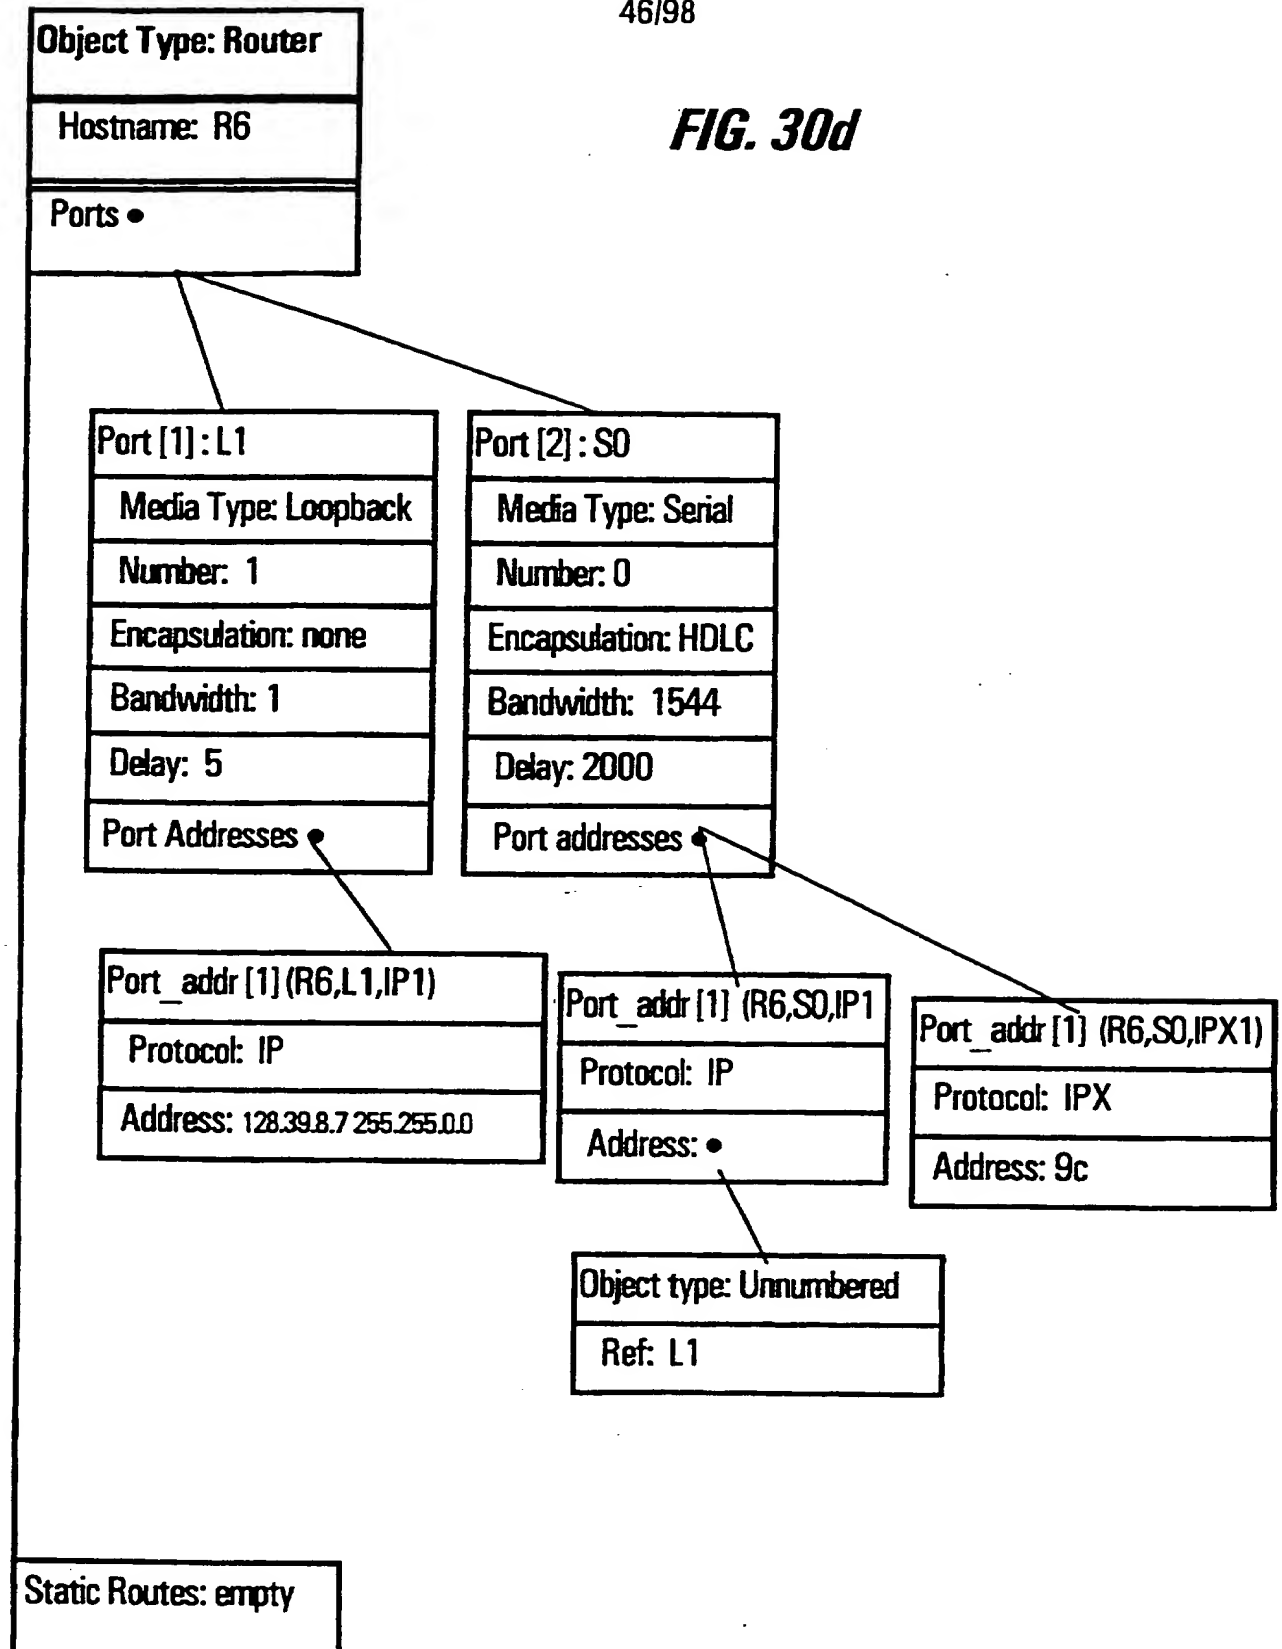 46/98
FIG. 30d
Object Type: Router
Hostname: R6
Ports
Port [1] : L1
Media Type: Loopback
Number: 1
Encapsulation: none
Bandwidth: 1
Delay: 5
Port Addresses
Port [2] : S0
Media Type: Serial
Number: 0
Encapsulation: HDLC
Bandwidth: 1544
Delay: 2000
Port addresses
Port_addr [1] (R6,L1,IP1)
Protocol: IP
Address: 128.39.8.7 255.255.0.0
Port_addr [1] (R6,S0,IP1
Protocol: IP
Address:
Port_addr [1] (R6,S0,IPX1)
Protocol: IPX
Address: 9c
Object type: Unnumbered
Ref: L1
Static Routes: empty